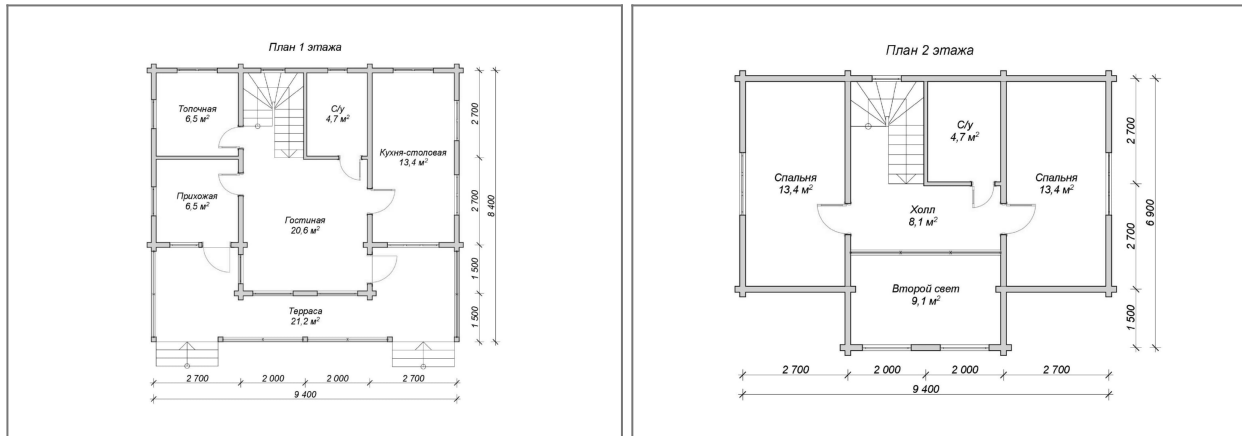 План 1 этажа
Топочная
6,5 м²
С/у
4,7 м²
Кухня-столовая
13,4 м²
Прихожая
6,5 м²
Гостиная
20,6 м²
Терраса
21,2 м²
2 700
2 700
1 500
1 500
8 400
2 700
2 000
2 000
2 700
9 400
План 2 этажа
С/у
4,7 м²
Спальня
13,4 м²
Спальня
13,4 м²
Холл
8,1 м²
Второй свет
9,1 м²
2 700
2 700
1 500
6 900
2 700
2 000
2 000
2 700
9 400